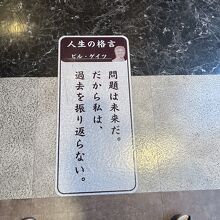 人生の格言
ビル・ゲイツ
問題は未来だ。
だから私は、
過去を振り返らない。